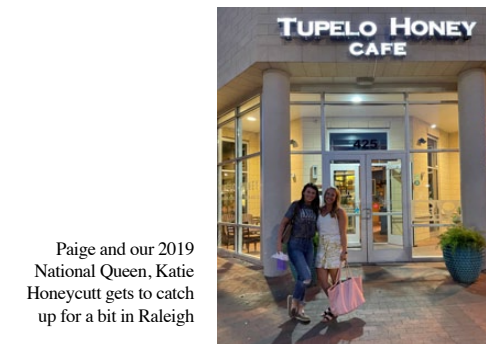 TUPELO HONEY
CAFE
425
Paige and our 2019
National Queen, Katie
Honeycutt gets to catch
up for a bit in Raleigh